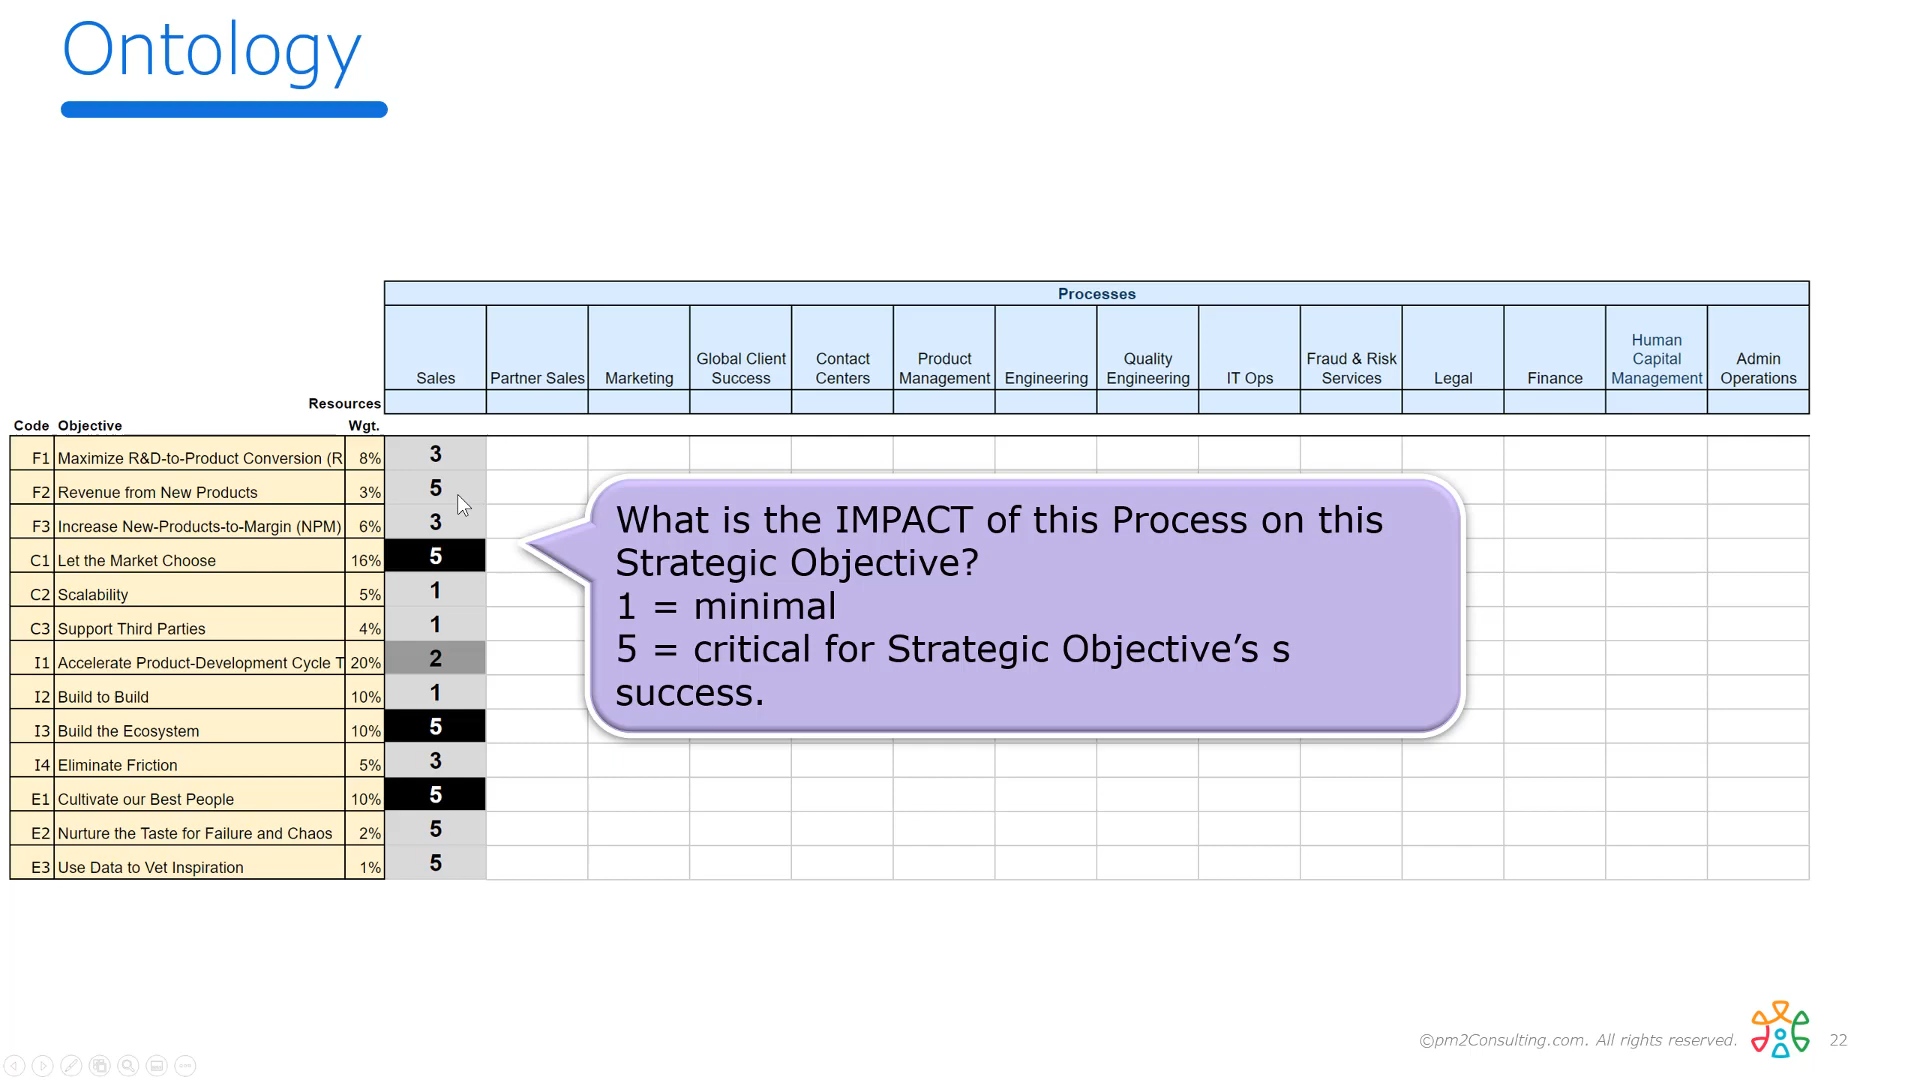 Ontology
Processes
Sales
Partner Sales
Marketing
Global Client
Success
Contact
Centers
Product
Management
Engineering
Quality
Engineering
IT Ops
Fraud & Risk
Services
Legal
Finance
Human
Capital
Management
Admin
Operations
Resources
Code Objective Wgt.
F1 Maximize R&D-to-Product Conversion (R 8% 3
F2 Revenue from New Products 3% 5
F3 Increase New-Products-to-Margin (NPM) 6% 3
C1 Let the Market Choose 16% 5
C2 Scalability 5% 1
C3 Support Third Parties 4% 1
I1 Accelerate Product-Development Cycle T 20% 2
I2 Build to Build 10% 1
I3 Build the Ecosystem 10% 5
I4 Eliminate Friction 5% 3
E1 Cultivate our Best People 10% 5
E2 Nurture the Taste for Failure and Chaos 2% 5
E3 Use Data to Vet Inspiration 1% 5
What is the IMPACT of this Process on this
Strategic Objective?
1 = minimal
5 = critical for Strategic Objective’s s
success.
©pm2Consulting.com. All rights reserved.
22